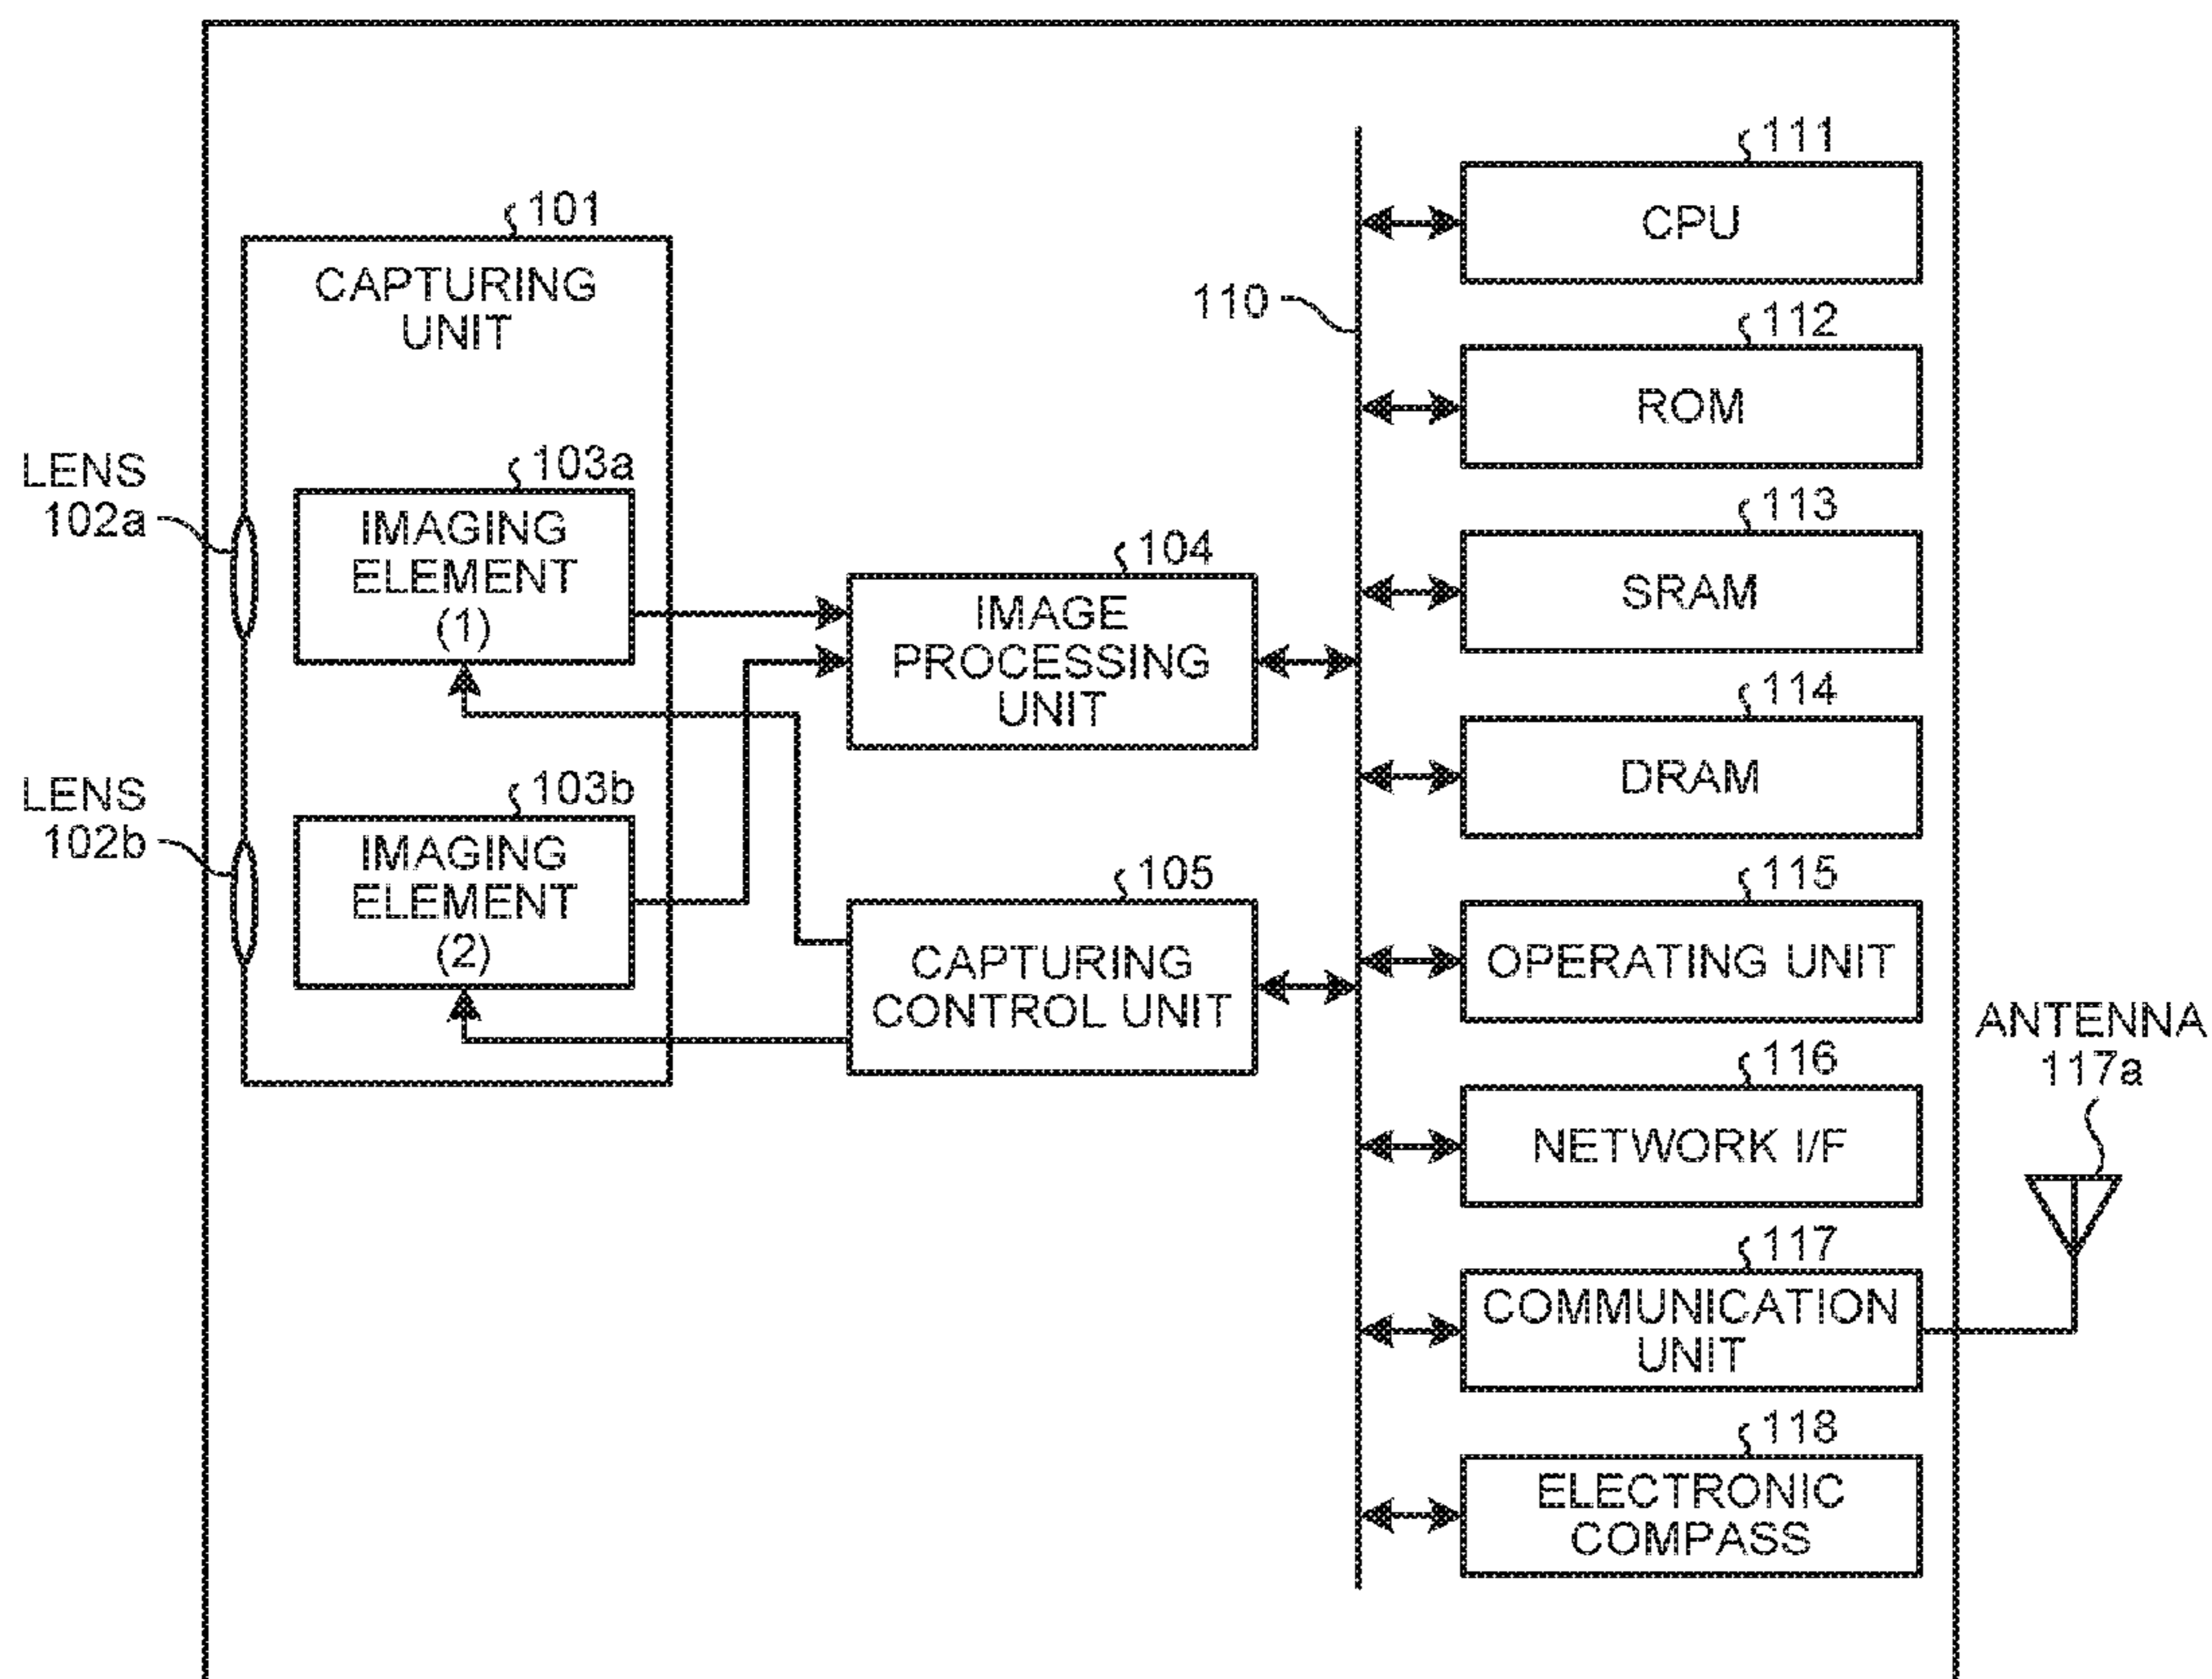 101
CAPTURING
UNIT
LENS
102a
103a
IMAGING
ELEMENT
(1)
LENS
102b
103b
IMAGING
ELEMENT
(2)
104
IMAGE
PROCESSING
UNIT
105
CAPTURING
CONTROL UNIT
110
111
CPU
112
ROM
113
SRAM
114
DRAM
115
OPERATING UNIT
116
NETWORK I/F
117
COMMUNICATION
UNIT
ANTENNA
117a
118
ELECTRONIC
COMPASS